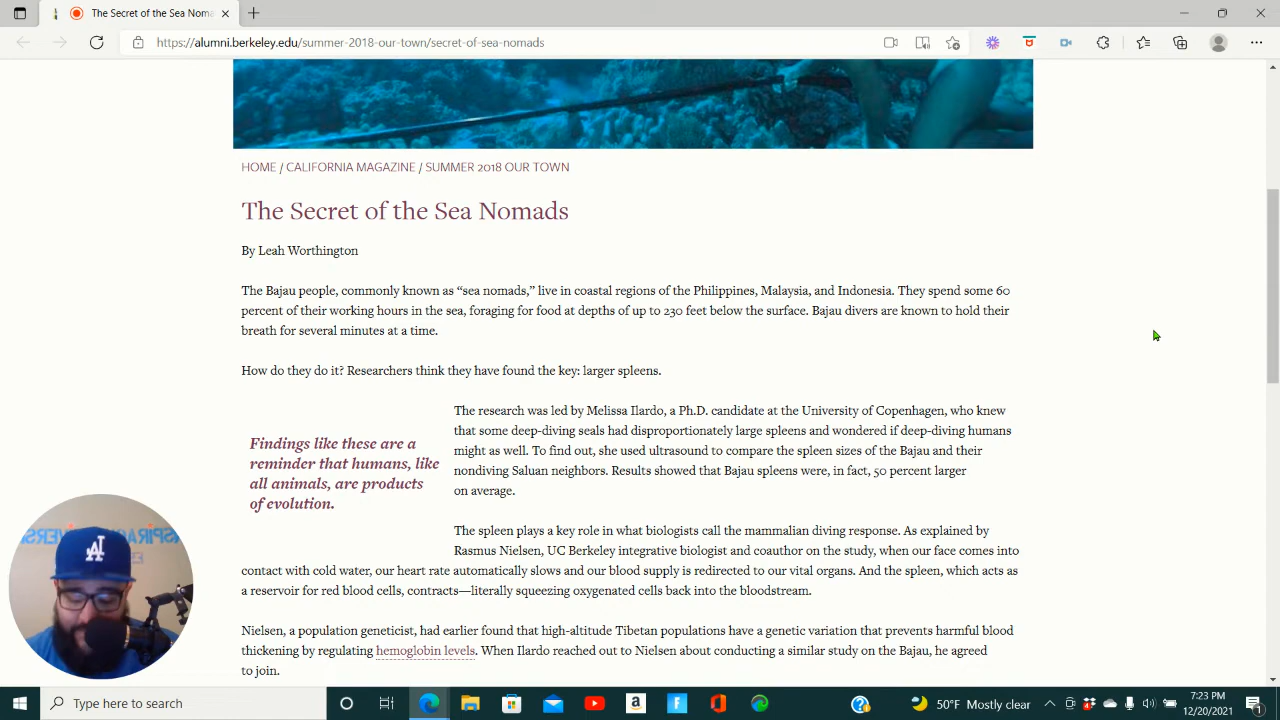 The Secret of the Sea Noma
https://alumni.berkeley.edu/summer-2018-our-town/secret-of-sea-nomads
HOME / CALIFORNIA MAGAZINE / SUMMER 2018 OUR TOWN
The Secret of the Sea Nomads
By Leah Worthington
The Bajau people, commonly known as “sea nomads,” live in coastal regions of the Philippines, Malaysia, and Indonesia. They spend some 60
percent of their working hours in the sea, foraging for food at depths of up to 230 feet below the surface. Bajau divers are known to hold their
breath for several minutes at a time.
How do they do it? Researchers think they have found the key: larger spleens.
Findings like these are a
reminder that humans, like
all animals, are products
of evolution.
The research was led by Melissa Ilardo, a Ph.D. candidate at the University of Copenhagen, who knew
that some deep-diving seals had disproportionately large spleens and wondered if deep-diving humans
might as well. To find out, she used ultrasound to compare the spleen sizes of the Bajau and their
nondiving Saluan neighbors. Results showed that Bajau spleens were, in fact, 50 percent larger
on average.
The spleen plays a key role in what biologists call the mammalian diving response. As explained by
Rasmus Nielsen, UC Berkeley integrative biologist and coauthor on the study, when our face comes into
contact with cold water, our heart rate automatically slows and our blood supply is redirected to our vital organs. And the spleen, which acts as
a reservoir for red blood cells, contracts—literally squeezing oxygenated cells back into the bloodstream.
Nielsen, a population geneticist, had earlier found that high-altitude Tibetan populations have a genetic variation that prevents harmful blood
thickening by regulating hemoglobin levels. When Ilardo reached out to Nielsen about conducting a similar study on the Bajau, he agreed
to join.
Type here to search
50°F Mostly clear
7:23 PM
12/20/2021